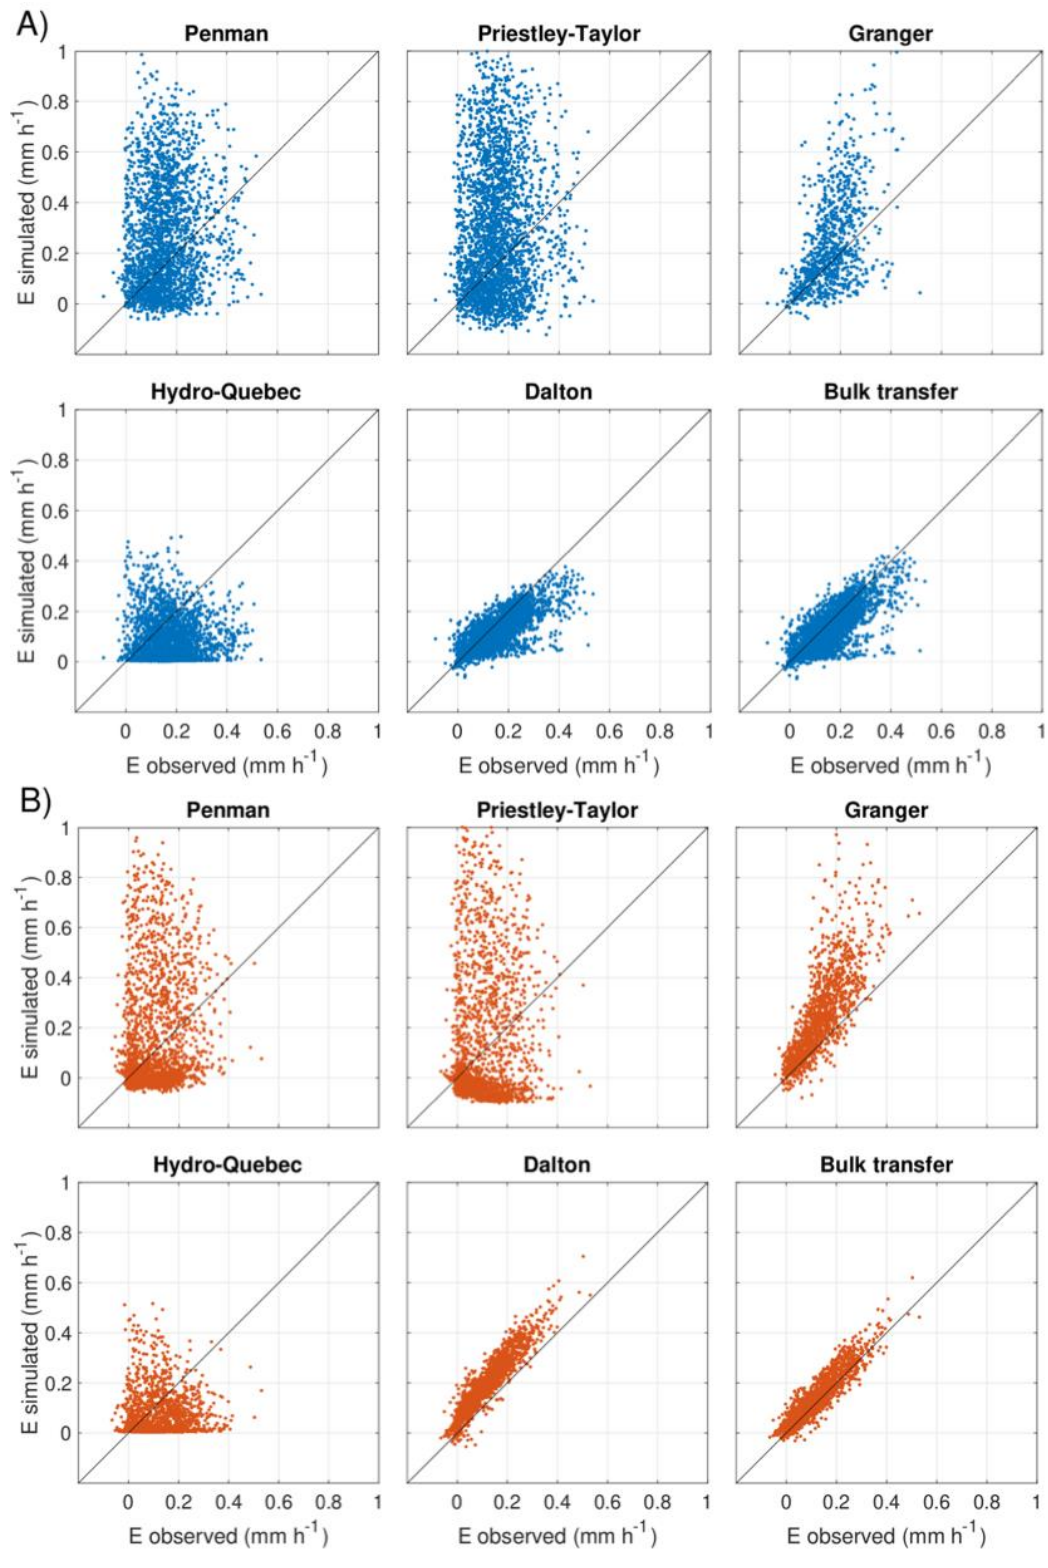 A)
Penman Priestley-Taylor Granger
1
0.8
0.6
0.4
0.2
0
E simulated (mm h⁻¹)
Hydro-Quebec Dalton Bulk transfer
1
0.8
0.6
0.4
0.2
0
E simulated (mm h⁻¹)
0 0.2 0.4 0.6 0.8 1 0 0.2 0.4 0.6 0.8 1 0 0.2 0.4 0.6 0.8 1
E observed (mm h⁻¹) E observed (mm h⁻¹) E observed (mm h⁻¹)
B)
Penman Priestley-Taylor Granger
1
0.8
0.6
0.4
0.2
0
E simulated (mm h⁻¹)
Hydro-Quebec Dalton Bulk transfer
1
0.8
0.6
0.4
0.2
0
E simulated (mm h⁻¹)
0 0.2 0.4 0.6 0.8 1 0 0.2 0.4 0.6 0.8 1 0 0.2 0.4 0.6 0.8 1
E observed (mm h⁻¹) E observed (mm h⁻¹) E observed (mm h⁻¹)